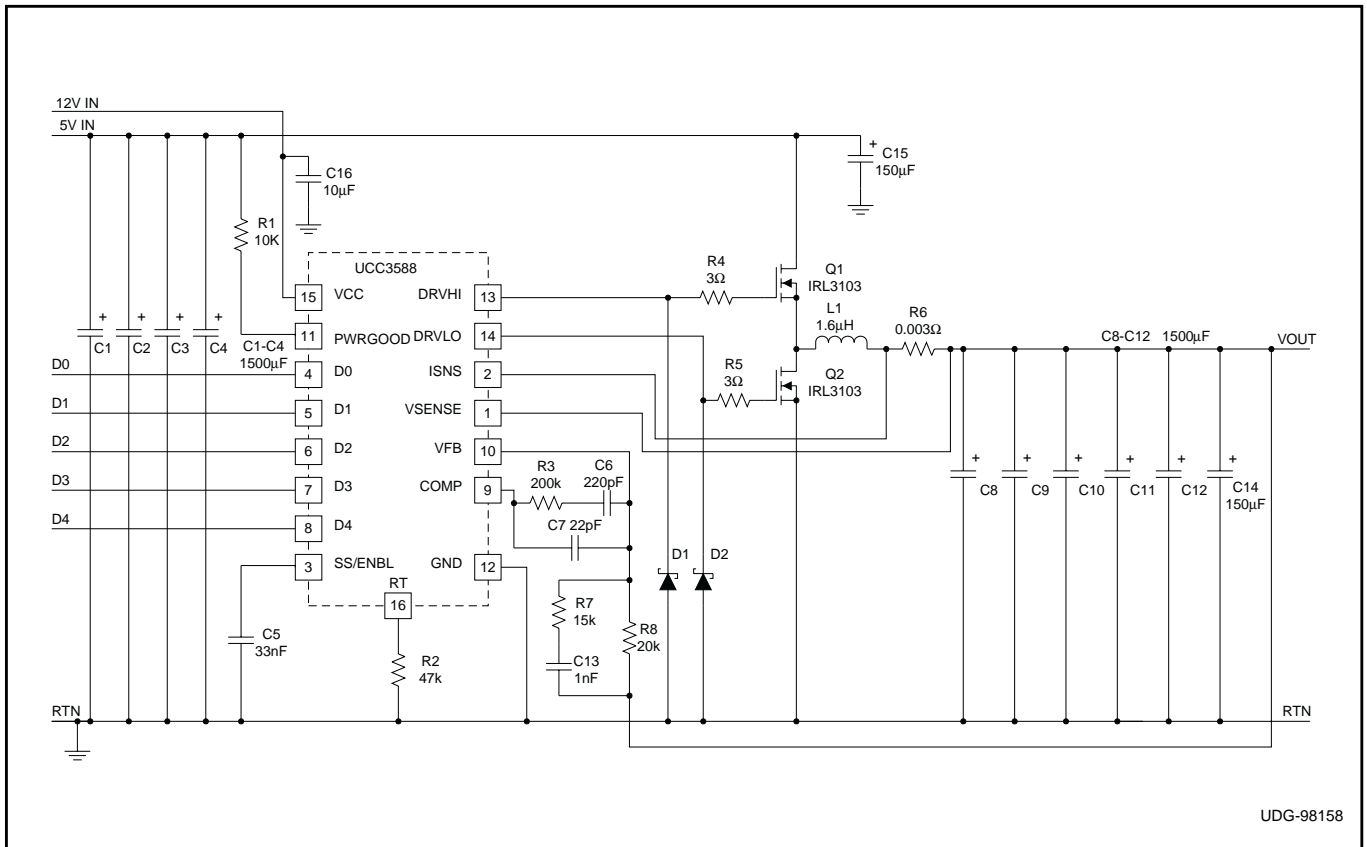 12V IN
5V IN
C16
10µF
+
C15
150µF
R1
10K
UCC3588
15 VCC
DRVHI 13
R4
3Ω
Q1
IRL3103
L1
1.6µH
R6
0.003Ω
11 PWRGOOD
DRVLO 14
C8-C12 1500µF
VOUT
+
C1
+
C2
+
C3
+
C4
C1-C4
1500µF
D0
4 D0
ISNS 2
R5
3Ω
Q2
IRL3103
D1
5 D1
VSENSE 1
D2
6 D2
VFB 10
D3
7 D3
COMP 9
R3
200k
C6
220pF
+
C8
+
C9
+
C10
+
C11
+
C12
+
C14
150µF
D4
8 D4
C7 22pF
3 SS/ENBL
GND 12
D1
D2
RT
16
R7
15k
R8
20k
C5
33nF
R2
47k
C13
1nF
RTN
RTN
UDG-98158